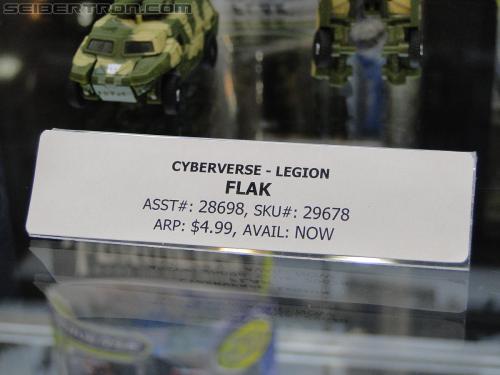 SEIBERTRON.COM
CYBERVERSE - LEGION
FLAK
ASST#: 28698, SKU#: 29678
ARP: $4.99, AVAIL: NOW